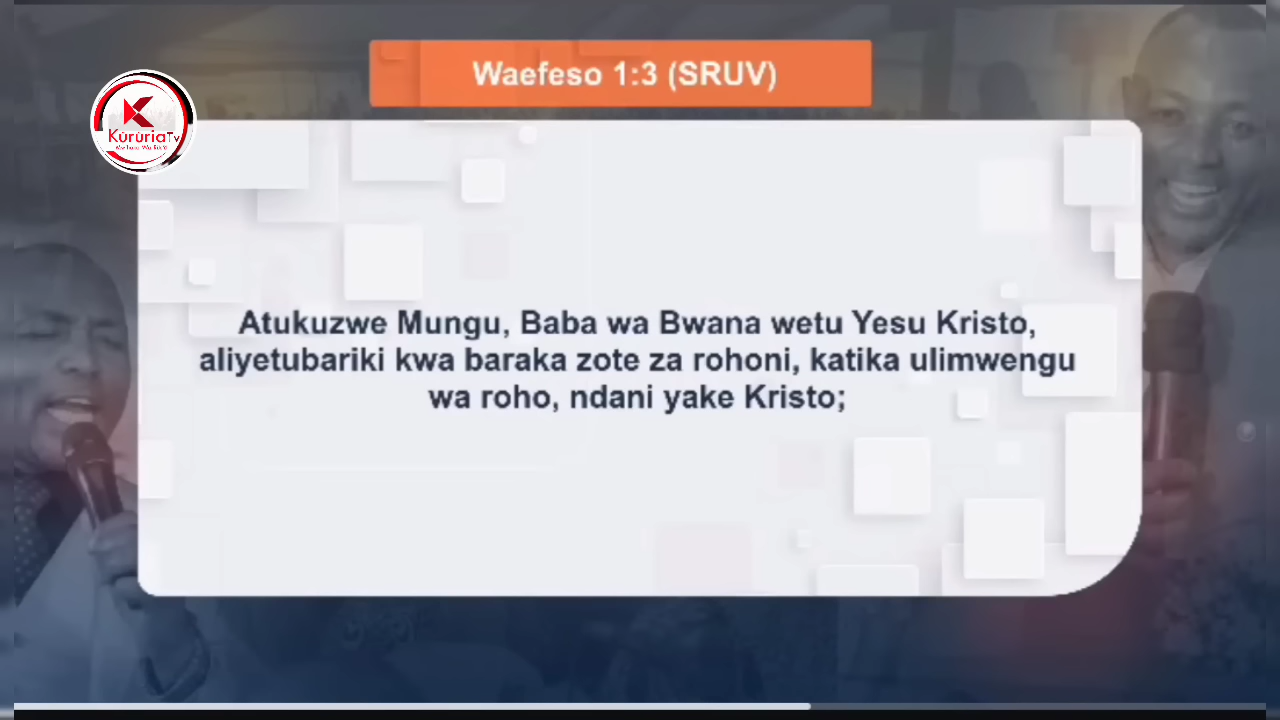 Waefeso 1:3 (SRUV)
KũrũrĩaTv
Atukuzwe Mungu, Baba wa Bwana wetu Yesu Kristo,
aliyetubariki kwa baraka zote za rohoni, katika ulimwengu
wa roho, ndani yake Kristo;